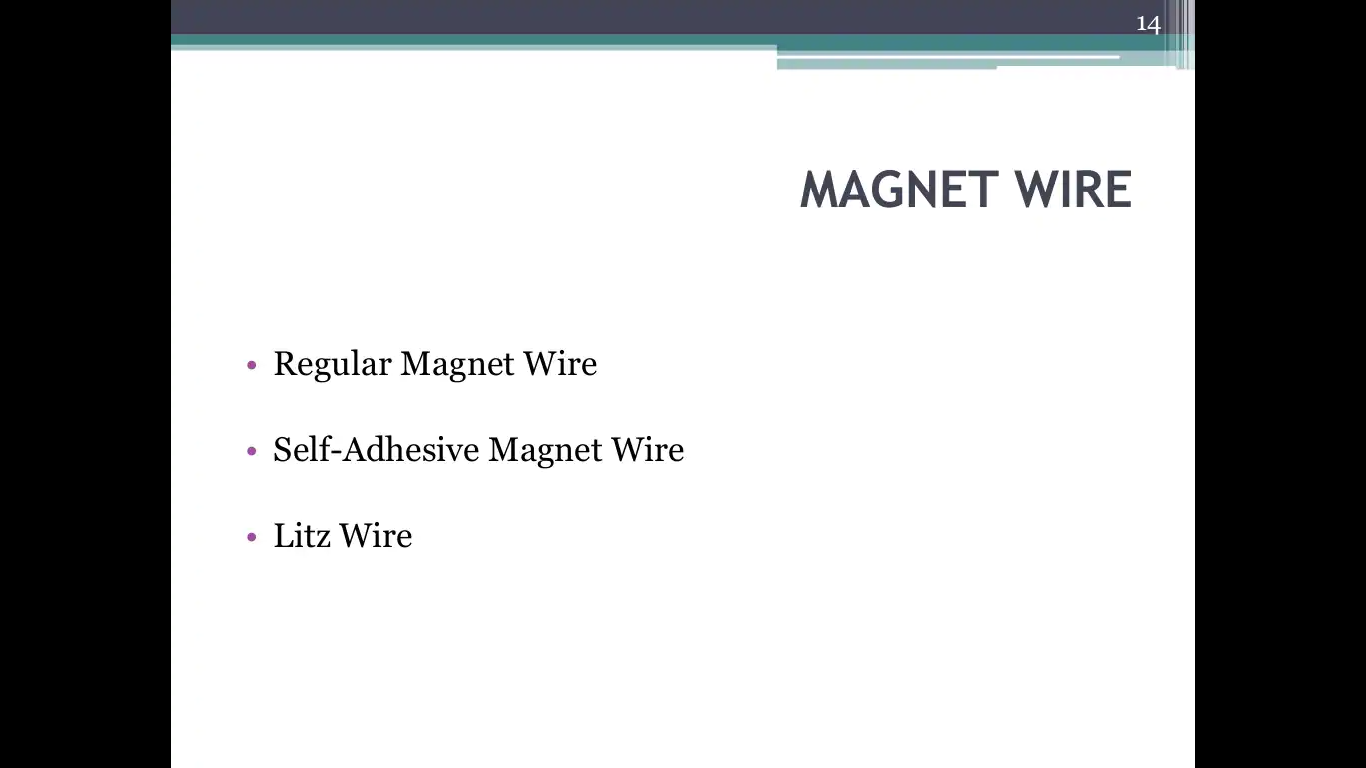 14
MAGNET WIRE
• Regular Magnet Wire
• Self-Adhesive Magnet Wire
• Litz Wire